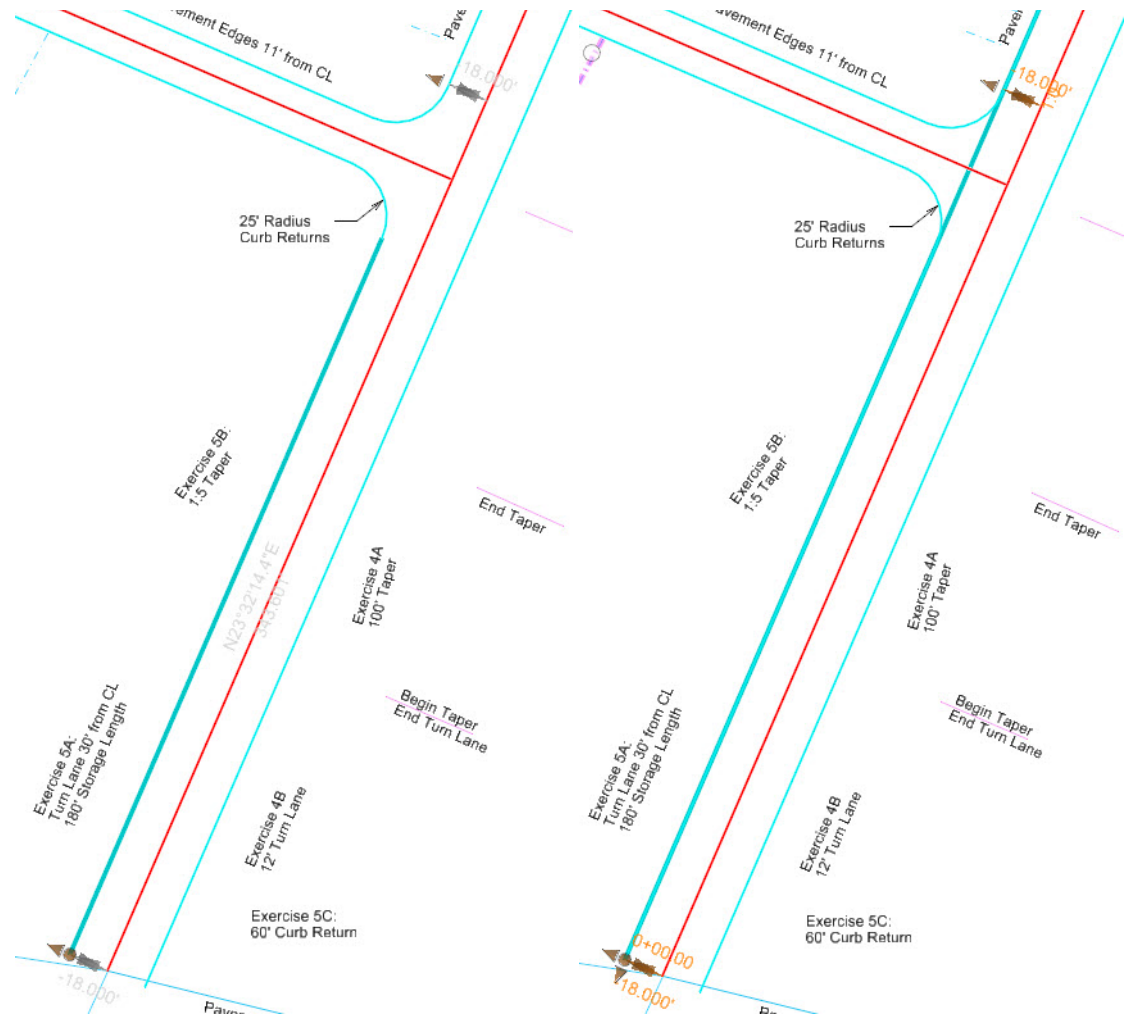 Pavement Edges 11' from CL
18.000'
25' Radius
Curb Returns
Exercise 5B:
1:5 Taper
End Taper
Exercise 4A
100' Taper
N23°32'14.4"E
Begin Taper
End Turn Lane
Exercise 5A:
Turn Lane 30' from CL
180' Storage Length
Exercise 4B
12' Turn Lane
Exercise 5C:
60' Curb Return
-18.000'
Pave
Pavement Edges 11' from CL
Paver
18.000'
25' Radius
Curb Returns
Exercise 5B:
1:5 Taper
End Taper
Exercise 4A
100' Taper
Begin Taper
End Turn Lane
Exercise 5A:
Turn Lane 30' from CL
180' Storage Length
Exercise 4B
12' Turn Lane
Exercise 5C:
60' Curb Return
0+00.00
-18.000'